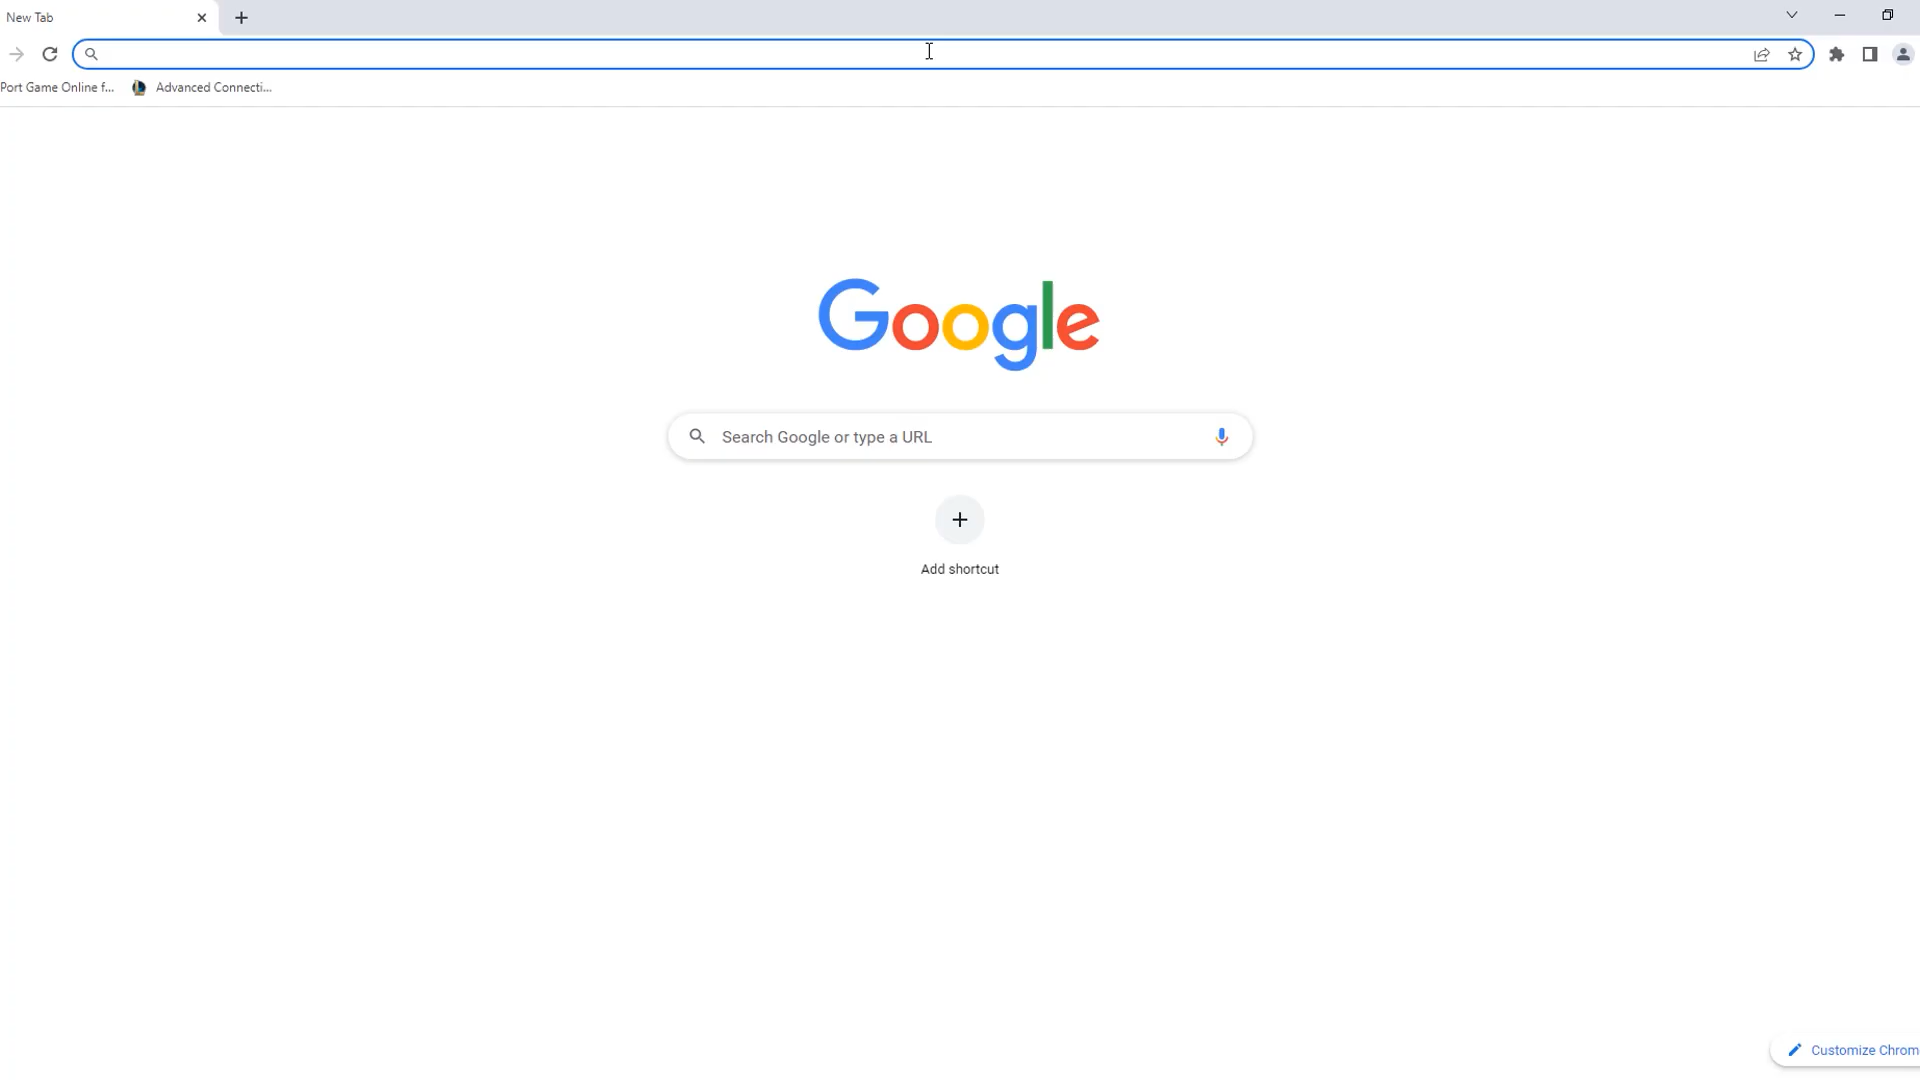 New Tab
Port Game Online f...
Advanced Connecti...
Google
Search Google or type a URL
Add shortcut
Customize Chrom